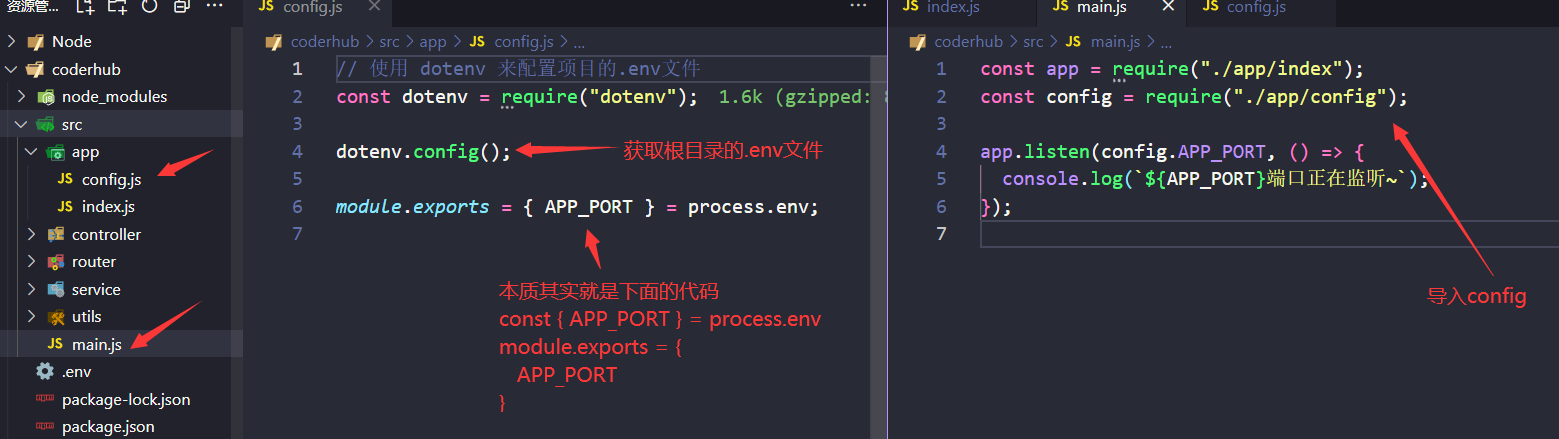 资源管...
Node
coderhub
node_modules
src
app
JS config.js
JS index.js
controller
router
service
utils
JS main.js
.env
package-lock.json
package.json
JS config.js
coderhub > src > app > JS config.js > ...
1 // 使用 dotenv 来配置项目的.env文件
2 const dotenv = require("dotenv"); 1.6k (gzipped:
3
4 dotenv.config();
获取根目录的.env文件
5
6 module.exports = { APP_PORT } = process.env;
7
本质其实就是下面的代码
const { APP_PORT } = process.env
module.exports = {
APP_PORT
}
JS index.js
JS main.js
JS config.js
coderhub > src > JS main.js > ...
1 const app = require("./app/index");
2 const config = require("./app/config");
3
4 app.listen(config.APP_PORT, () => {
5 console.log(`${APP_PORT}端口正在监听~`);
6 });
7
导入config